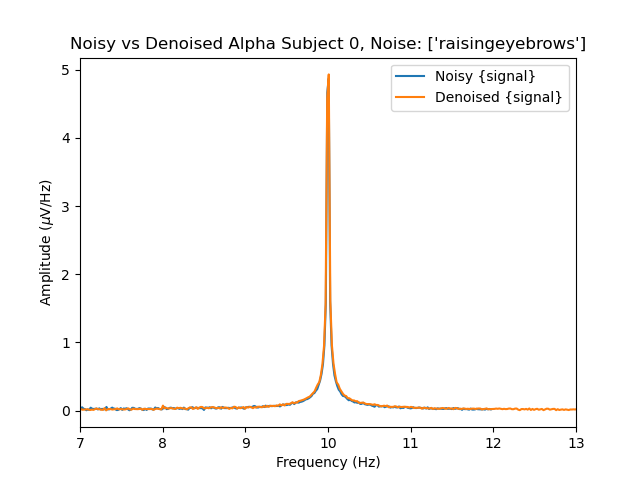 Noisy vs Denoised Alpha Subject 0, Noise: ['raisingeyebrows']
Noisy {signal}
Denoised {signal}
Amplitude (μV/Hz)
5
4
3
2
1
0
7 8 9 10 11 12 13
Frequency (Hz)